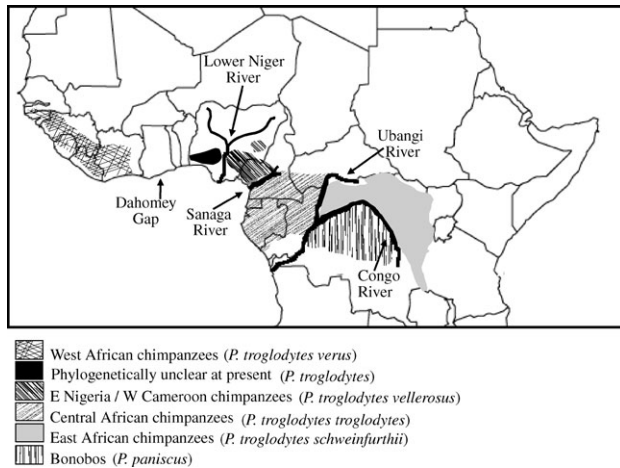 Lower Niger
River
Ubangi
River
Dahomey
Gap
Sanaga
River
Congo
River
West African chimpanzees (P. troglodytes verus)
Phylogenetically unclear at present (P. troglodytes)
E Nigeria / W Cameroon chimpanzees (P. troglodytes vellerosus)
Central African chimpanzees (P. troglodytes troglodytes)
East African chimpanzees (P. troglodytes schweinfurthii)
Bonobos (P. paniscus)